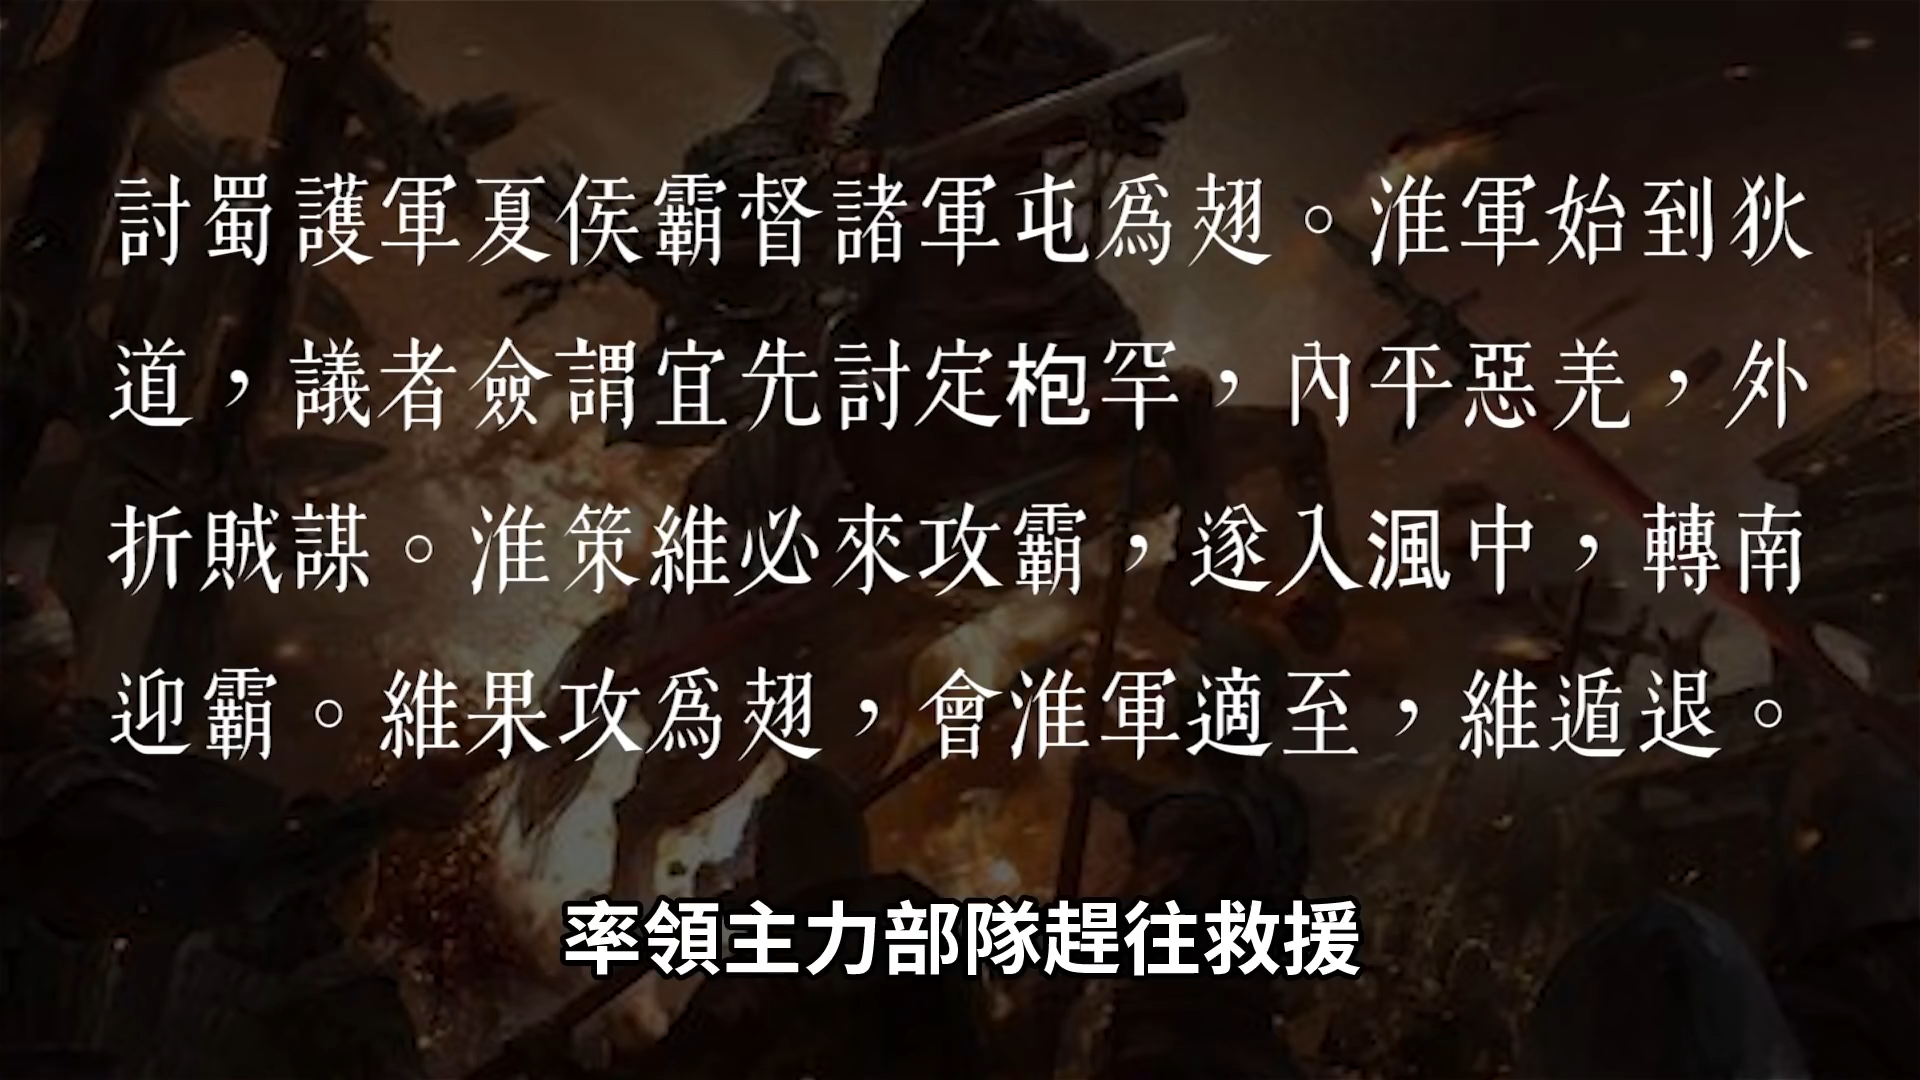 討蜀護軍夏侯霸督諸軍屯爲翅。淮軍始到狄
道，議者僉謂宜先討定枹罕，內平惡羌，外
折賊謀。淮策維必來攻霸，遂入渢中，轉南
迎霸。維果攻爲翅，會淮軍適至，維遁退。
率領主力部隊趕往救援